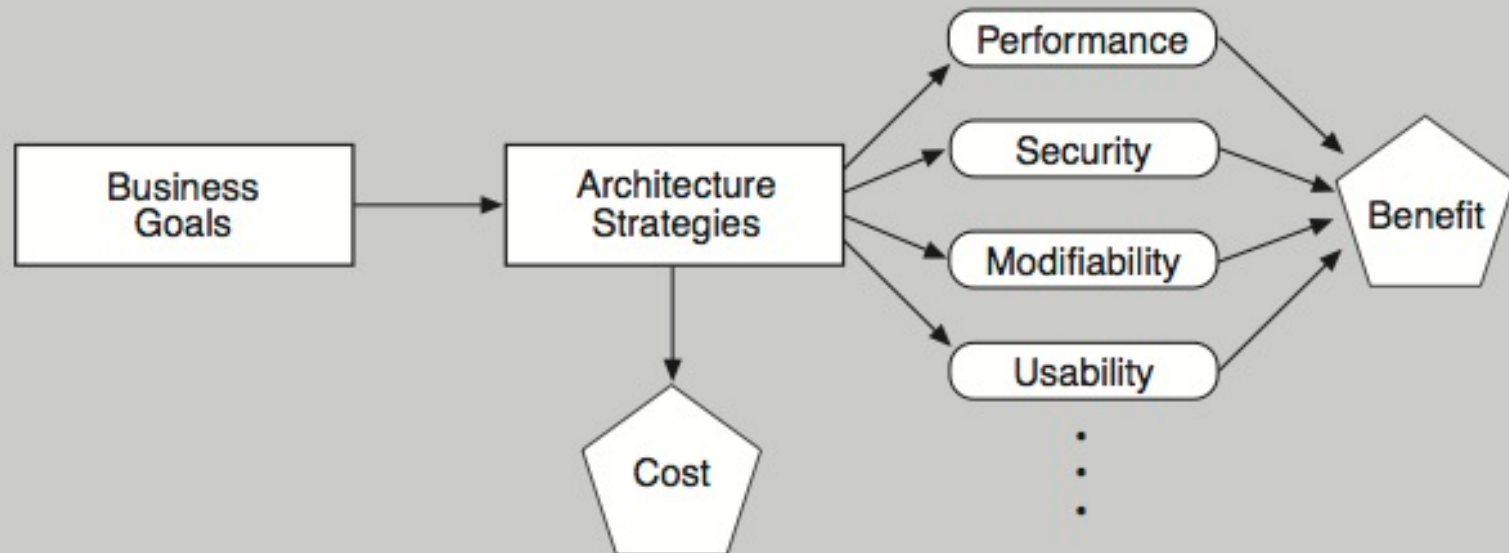 Business
Goals
Architecture
Strategies
Performance
Security
Modifiability
Usability
Benefit
Cost